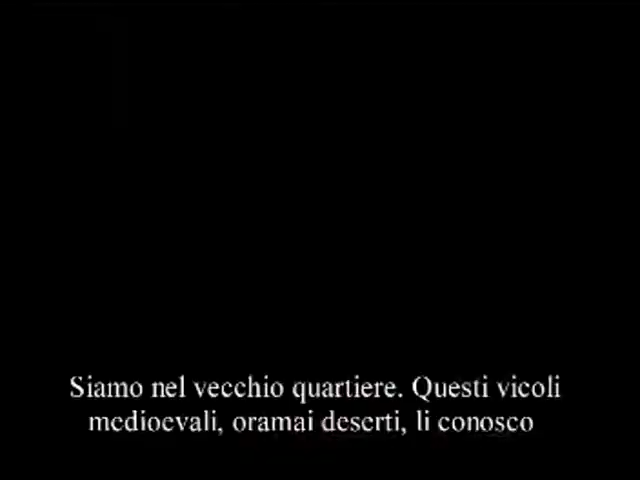 Siamo nel vecchio quartiere. Questi vicoli
medioevali, oramai deserti, li conosco